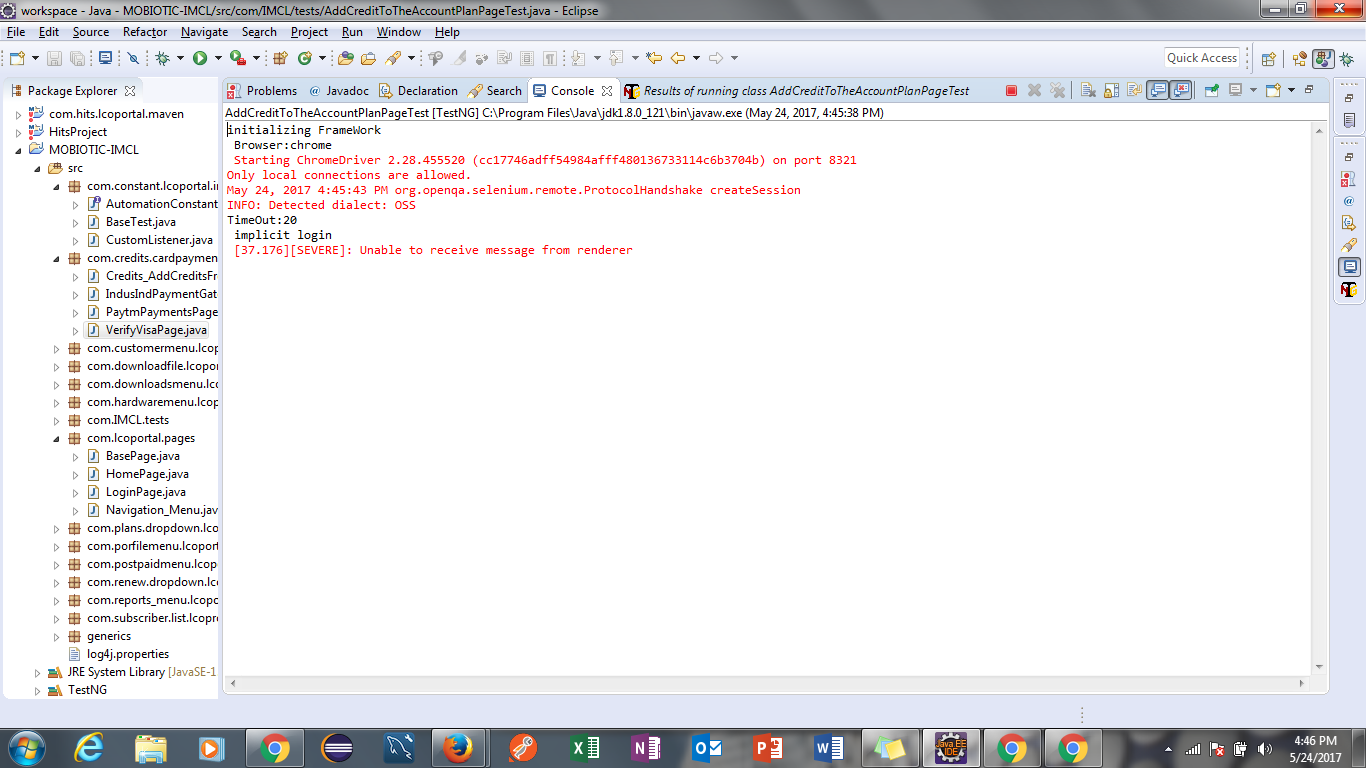 workspace - Java - MOBIOTIC-IMCL/src/com/IMCL/tests/AddCreditToTheAccountPlanPageTest.java - Eclipse
File Edit Source Refactor Navigate Search Project Run Window Help
Quick Access
Package Explorer
Problems @ Javadoc Declaration Search Console Results of running class AddCreditToTheAccountPlanPageTest
AddCreditToTheAccountPlanPageTest [TestNG] C:\Program Files\Java\jdk1.8.0_121\bin\javaw.exe (May 24, 2017, 4:45:38 PM)
initializing FrameWork
Browser:chrome
Starting ChromeDriver 2.28.455520 (cc17746adff54984afff480136733114c6b3704b) on port 8321
Only local connections are allowed.
May 24, 2017 4:45:43 PM org.openqa.selenium.remote.ProtocolHandshake createSession
INFO: Detected dialect: OSS
TimeOut:20
implicit login
[37.176][SEVERE]: Unable to receive message from renderer
com.hits.lcoportal.maven
HitsProject
MOBIOTIC-IMCL
src
com.constant.lcoportal.in
AutomationConstant
BaseTest.java
CustomListener.java
com.credits.cardpaymen
Credits_AddCreditsFr
IndusIndPaymentGat
PaytmPaymentsPage
VerifyVisaPage.java
com.customermenu.lcop
com.downloadfile.lcopor
com.downloadsmenu.lco
com.hardwaremenu.lcop
com.IMCL.tests
com.lcoportal.pages
BasePage.java
HomePage.java
LoginPage.java
Navigation_Menu.jav
com.plans.dropdown.lco
com.porfilemenu.lcoport
com.postpaidmenu.lcop
com.renew.dropdown.lc
com.reports_menu.lcopo
com.subscriber.list.lcopr
generics
log4j.properties
JRE System Library [JavaSE-1
TestNG
Java EE
IDE
4:46 PM
5/24/2017